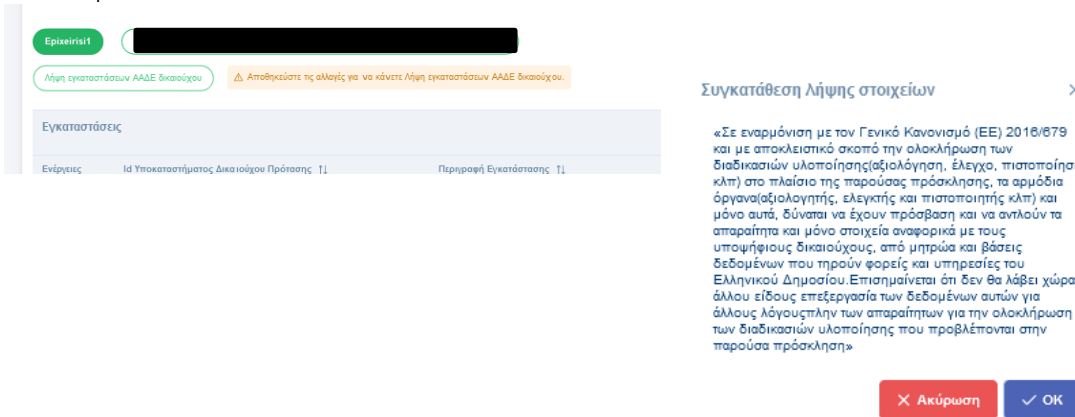 Epixeirisi1
Λήψη εγκαταστάσεων ΑΑΔΕ δικαιούχου
Αποθηκεύστε τις αλλαγές για να κάνετε Λήψη εγκαταστάσεων ΑΑΔΕ δικαιούχου.
Εγκαταστάσεις
Ενέργειες Id Υποκαταστήματος Δικαιούχου Πρότασης Περιγραφή Εγκατάστασης
Συγκατάθεση Λήψης στοιχείων
«Σε εναρμόνιση με τον Γενικό Κανονισμό (ΕΕ) 2016/679
και με αποκλειστικό σκοπό την ολοκλήρωση των
διαδικασιών υλοποίησης(αξιολόγηση, έλεγχο, πιστοποίησ
κλπ) στο πλαίσιο της παρούσας πρόσκλησης, τα αρμόδια
όργανα(αξιολογητής, ελεγκτής και πιστοποιητής κλπ) και
μόνο αυτά, δύναται να έχουν πρόσβαση και να αντλούν τα
απαραίτητα και μόνο στοιχεία αναφορικά με τους
υποψήφιους δικαιούχους, από μητρώα και βάσεις
δεδομένων που τηρούν φορείς και υπηρεσίες του
Ελληνικού Δημοσίου.Επισημαίνεται ότι δεν θα λάβει χώρα
άλλου είδους επεξεργασία των δεδομένων αυτών για
άλλους λόγουςπλην των απαραίτητων για την ολοκλήρωση
των διαδικασιών υλοποίησης που προβλέπονται στην
παρούσα πρόσκληση»
Ακύρωση
OK